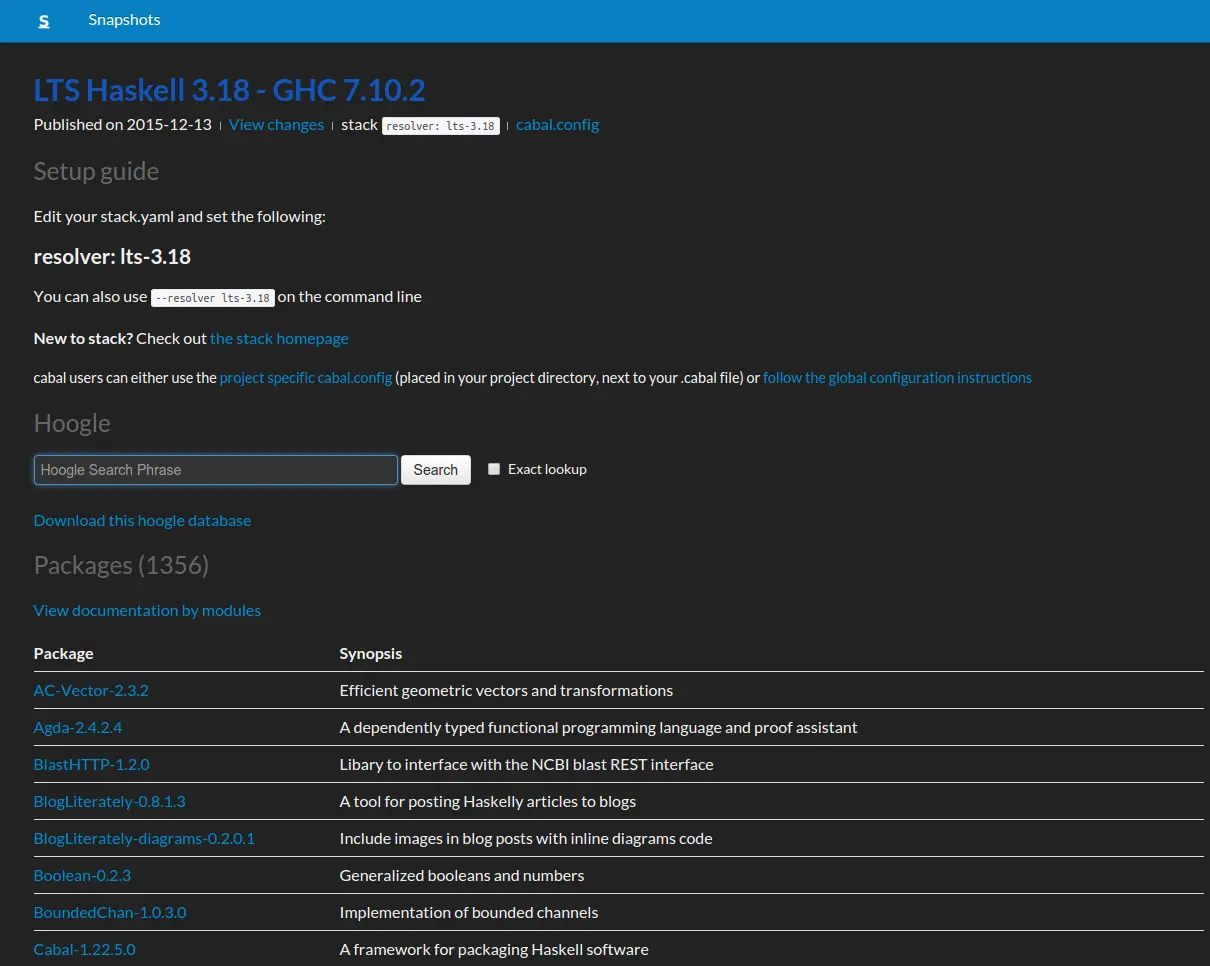 S Snapshots
LTS Haskell 3.18 - GHC 7.10.2
Published on 2015-12-13 | View changes | stack resolver: lts-3.18 | cabal.config
Setup guide
Edit your stack.yaml and set the following:
resolver: lts-3.18
You can also use --resolver lts-3.18 on the command line
New to stack? Check out the stack homepage
cabal users can either use the project specific cabal.config (placed in your project directory, next to your .cabal file) or follow the global configuration instructions
Hoogle
Hoogle Search Phrase Search Exact lookup
Download this hoogle database
Packages (1356)
View documentation by modules
Package Synopsis
AC-Vector-2.3.2 Efficient geometric vectors and transformations
Agda-2.4.2.4 A dependently typed functional programming language and proof assistant
BlastHTTP-1.2.0 Libary to interface with the NCBI blast REST interface
BlogLiterately-0.8.1.3 A tool for posting Haskelly articles to blogs
BlogLiterately-diagrams-0.2.0.1 Include images in blog posts with inline diagrams code
Boolean-0.2.3 Generalized booleans and numbers
BoundedChan-1.0.3.0 Implementation of bounded channels
Cabal-1.22.5.0 A framework for packaging Haskell software